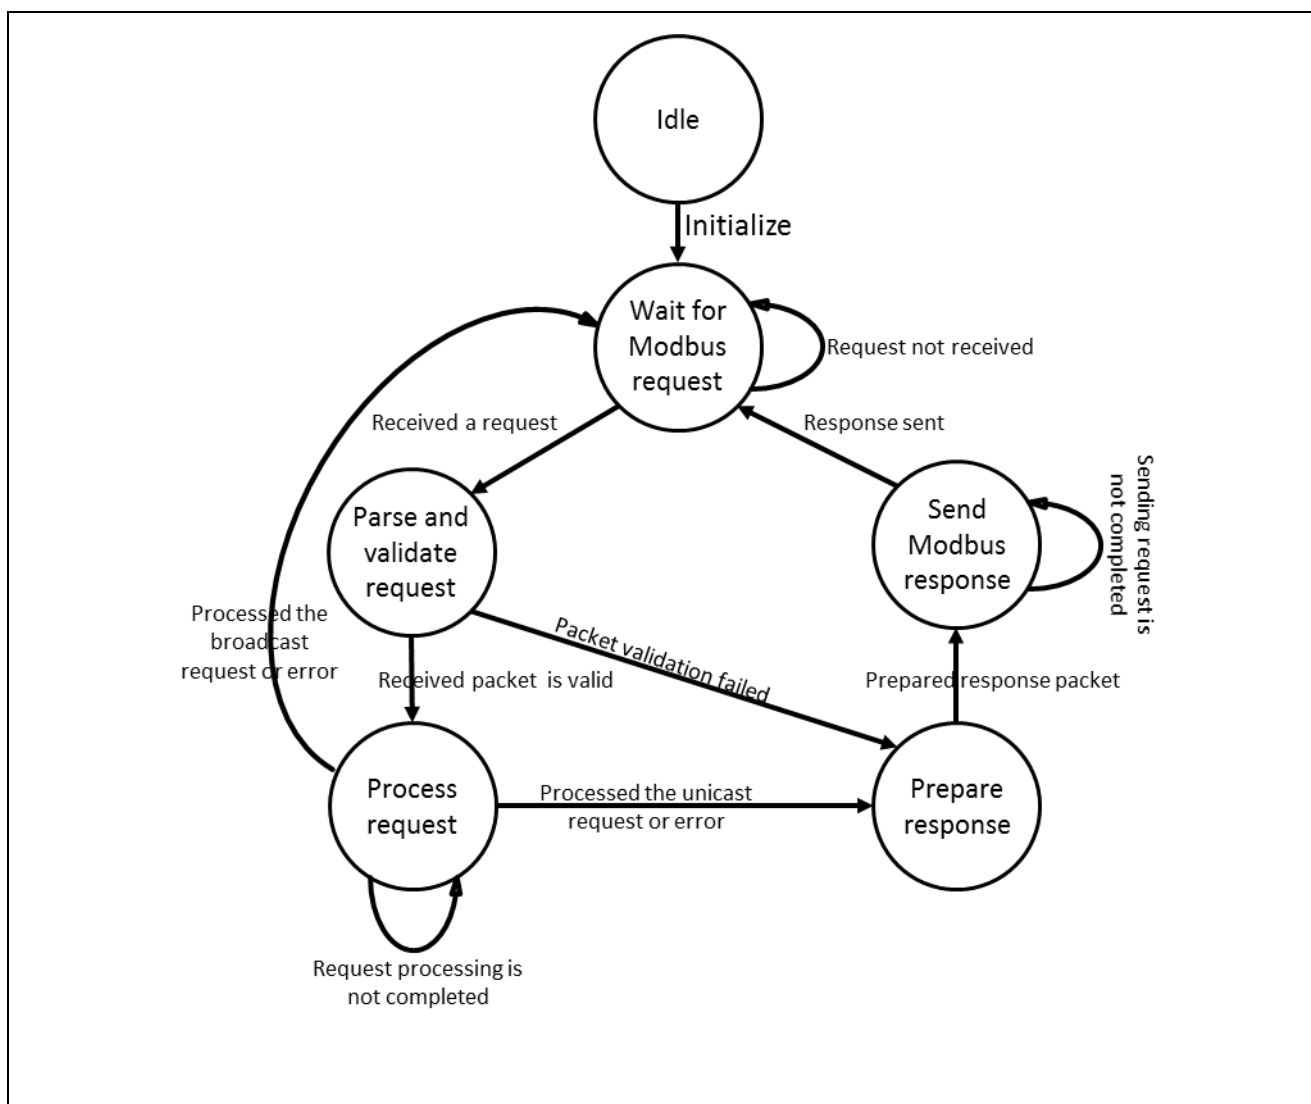 Idle
Initialize
Wait for
Modbus
request
Request not received
Received a request
Response sent
Parse and
validate
request
Send
Modbus
response
Sending request is
not completed
Processed the
broadcast
request or error
Packet validation failed
Received packet is valid
Prepared response packet
Process
request
Processed the unicast
request or error
Prepare
response
Request processing is
not completed